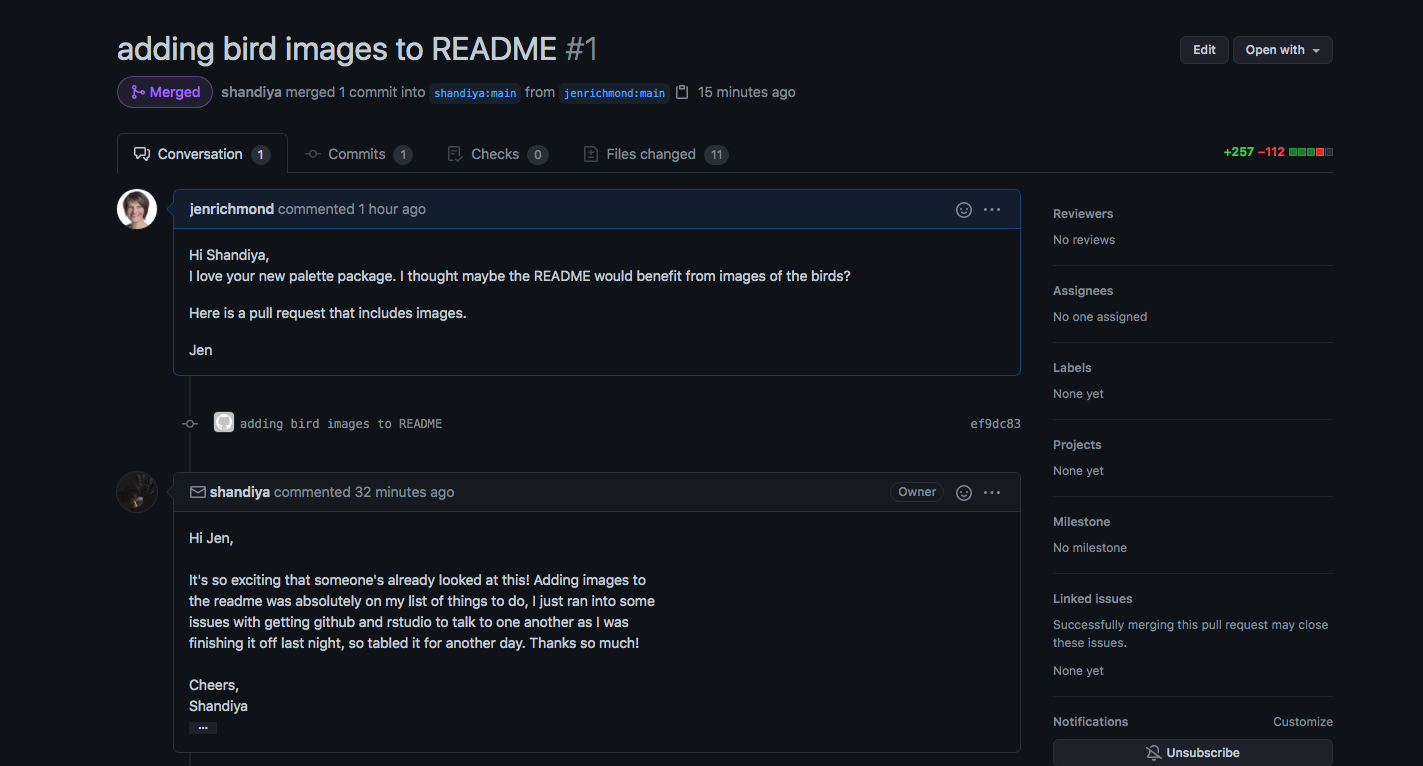 adding bird images to README #1
Edit
Open with
Merged
shandiya merged 1 commit into shandiya:main from jenrichmond:main 15 minutes ago
Conversation 1
Commits 1
Checks 0
Files changed 11
+257 −112
jenrichmond commented 1 hour ago
Hi Shandiya,
I love your new palette package. I thought maybe the README would benefit from images of the birds?
Here is a pull request that includes images.
Jen
adding bird images to README
ef9dc83
shandiya commented 32 minutes ago
Owner
Hi Jen,
It's so exciting that someone's already looked at this! Adding images to
the readme was absolutely on my list of things to do, I just ran into some
issues with getting github and rstudio to talk to one another as I was
finishing it off last night, so tabled it for another day. Thanks so much!
Cheers,
Shandiya
Reviewers
No reviews
Assignees
No one assigned
Labels
None yet
Projects
None yet
Milestone
No milestone
Linked issues
Successfully merging this pull request may close
these issues.
None yet
Notifications
Customize
Unsubscribe